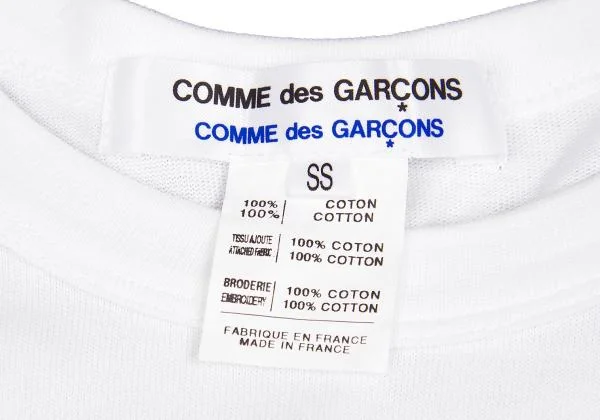 COMME des GARÇONS
COMME des GARÇONS
SS
100% COTON
100% COTTON
TISSU AJOUTE 100% COTON
ATTACHED FABRIC 100% COTTON
BRODERIE 100% COTON
EMBROIDERY 100% COTTON
FABRIQUE EN FRANCE
MADE IN FRANCE